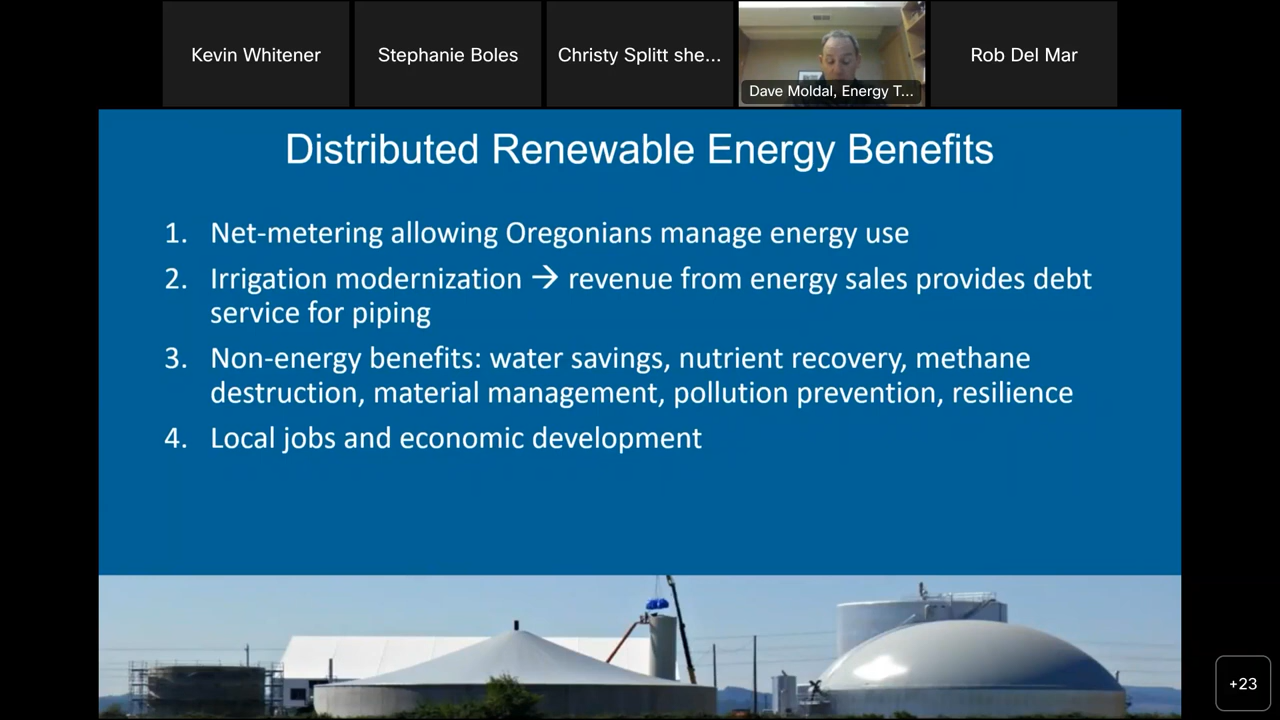 Kevin Whitener
Stephanie Boles
Christy Splitt she...
Dave Moldal, Energy T...
Rob Del Mar
Distributed Renewable Energy Benefits
1. Net-metering allowing Oregonians manage energy use
2. Irrigation modernization → revenue from energy sales provides debt
service for piping
3. Non-energy benefits: water savings, nutrient recovery, methane
destruction, material management, pollution prevention, resilience
4. Local jobs and economic development
+23